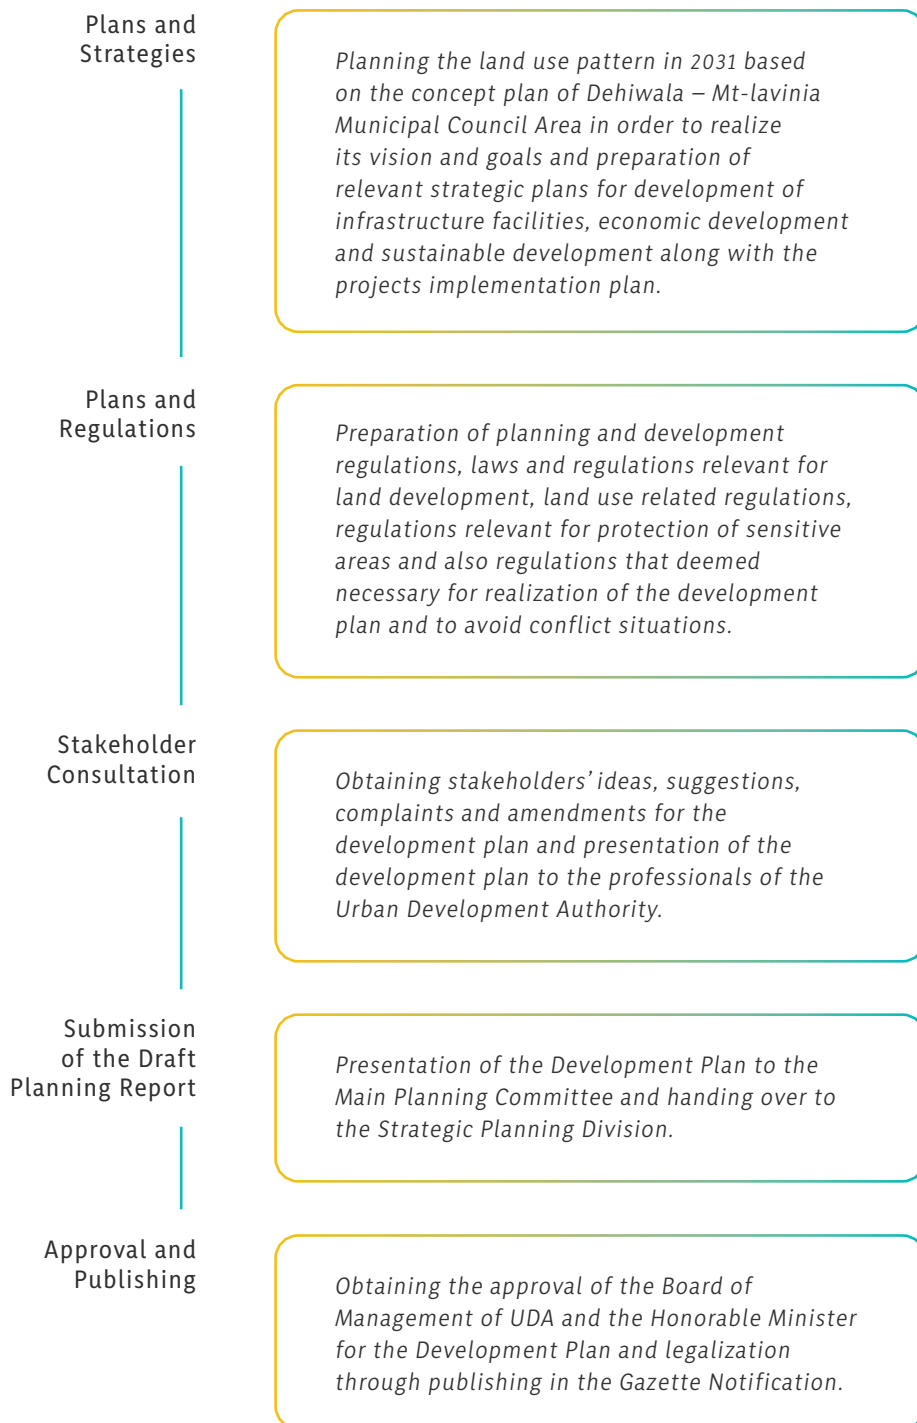 Plans and
Strategies
Planning the land use pattern in 2031 based
on the concept plan of Dehiwala – Mt-lavinia
Municipal Council Area in order to realize
its vision and goals and preparation of
relevant strategic plans for development of
infrastructure facilities, economic development
and sustainable development along with the
projects implementation plan.
Plans and
Regulations
Preparation of planning and development
regulations, laws and regulations relevant for
land development, land use related regulations,
regulations relevant for protection of sensitive
areas and also regulations that deemed
necessary for realization of the development
plan and to avoid conflict situations.
Stakeholder
Consultation
Obtaining stakeholders’ ideas, suggestions,
complaints and amendments for the
development plan and presentation of the
development plan to the professionals of the
Urban Development Authority.
Submission
of the Draft
Planning Report
Presentation of the Development Plan to the
Main Planning Committee and handing over to
the Strategic Planning Division.
Approval and
Publishing
Obtaining the approval of the Board of
Management of UDA and the Honorable Minister
for the Development Plan and legalization
through publishing in the Gazette Notification.